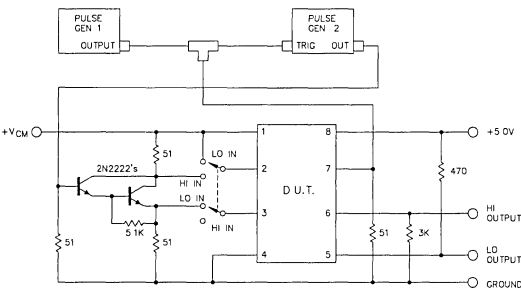 PULSE
GEN 1
OUTPUT
PULSE
GEN 2
TRIG OUT
+VCM
1
8
+5 0V
51
LO IN
2N2222's
2
7
470
HI IN
D U.T.
LO IN
3
6
HI
OUTPUT
5 1K
HI IN
51
51
51
3K
4
5
LO
OUTPUT
GROUND